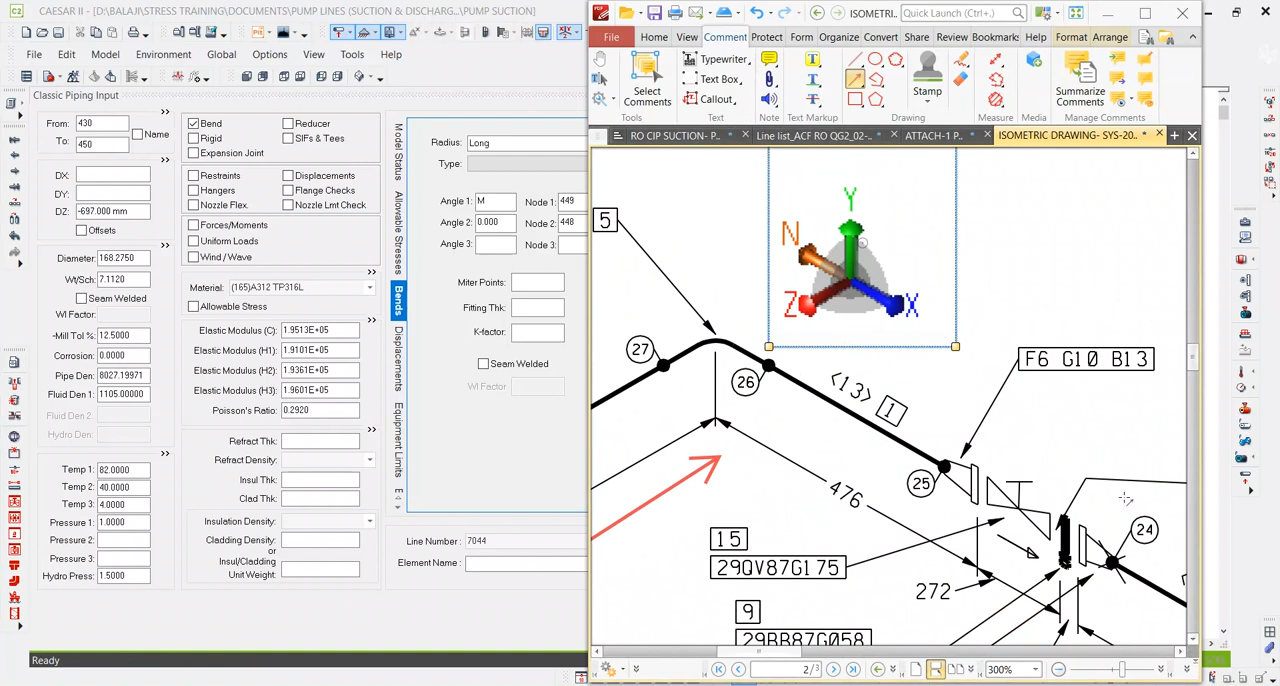 CAESAR II - [E:\BALAJI\STRESS TRAINING\DOCUMENTS\PUMP LINES (SUCTION & DISCHARG...\PUMP SUCTION]
File Edit Model Environment Global Options View Tools Help
Classic Piping Input
From: 430
To: 450
Name
DX:
DY:
DZ: -697.000 mm
Offsets
>>
Diameter: 168.2750
Wt/Sch: 7.1120
Seam Welded
WI Factor:
-Mill Tol %: 12.5000
Corrosion: 0.0000
Pipe Den: 8027.19971
Fluid Den 1: 1105.00000
Fluid Den 2:
Hydro Den:
>>
Temp 1: 82.0000
Temp 2: 40.0000
Temp 3: 4.0000
Pressure 1: 1.0000
Pressure 2:
Pressure 3:
Hydro Press: 1.5000
Bend
Reducer
Rigid
SIFs & Tees
Expansion Joint
Restraints
Displacements
Hangers
Flange Checks
Nozzle Flex.
Nozzle Lmt Check
Forces/Moments
Uniform Loads
Wind / Wave
>>
Material: (165)A312 TP316L
Allowable Stress
Elastic Modulus (C): 1.9513E+05
Elastic Modulus (H1): 1.9101E+05
Elastic Modulus (H2): 1.9361E+05
Elastic Modulus (H3): 1.9601E+05
Poisson's Ratio: 0.2920
>>
Refract Thk:
Refract Density:
Insul Thk:
Clad Thk:
Insulation Density:
Cladding Density:
or
Insul/Cladding
Unit Weight:
Model Status
Allowable Stresses
Bends
Displacements
Equipment Limits
Radius: Long
Type:
Angle 1: M Node 1: 449
Angle 2: 0.000 Node 2: 448
Angle 3: Node 3:
Miter Points:
Fitting Thk:
K-factor:
Seam Welded
WI Factor:
Line Number: 7044
Element Name:
Ready
ISOMETRI...
Quick Launch (Ctrl+.)
File Home View Comment Protect Form Organize Convert Share Review Bookmarks Help Format Arrange
Select Comments
Typewriter
Text Box
Callout
Tools
Text Markup
Stamp
Drawing
Measure
Media
Summarize Comments
Manage Comments
RO CIP SUCTION- P...
Line list_ACF RO QG2_02-...
ATTACH-1 P...
ISOMETRIC DRAWING- SYS-20...
Y
N
Z
X
5
27
26
<13> 1
F6 G10 B13
25
476
24
15
29QV87G175
272
9
29BB87G058
2/3
300%